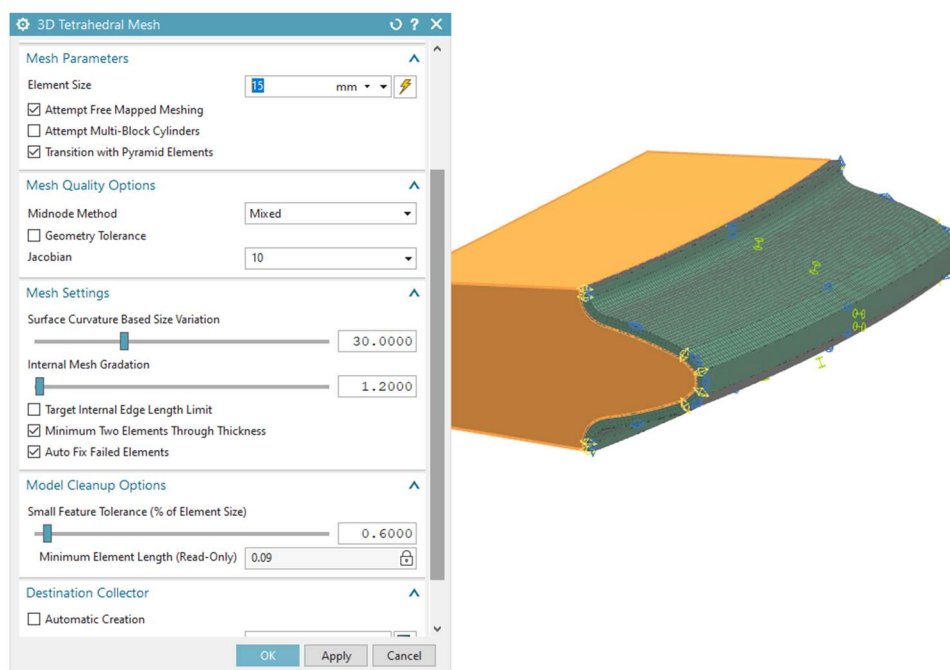 3D Tetrahedral Mesh
Mesh Parameters
Element Size 15 mm
Attempt Free Mapped Meshing
Attempt Multi-Block Cylinders
Transition with Pyramid Elements
Mesh Quality Options
Midnode Method Mixed
Geometry Tolerance
Jacobian 10
Mesh Settings
Surface Curvature Based Size Variation
30.0000
Internal Mesh Gradation
1.2000
Target Internal Edge Length Limit
Minimum Two Elements Through Thickness
Auto Fix Failed Elements
Model Cleanup Options
Small Feature Tolerance (% of Element Size)
0.6000
Minimum Element Length (Read-Only) 0.09
Destination Collector
Automatic Creation
OK Apply Cancel